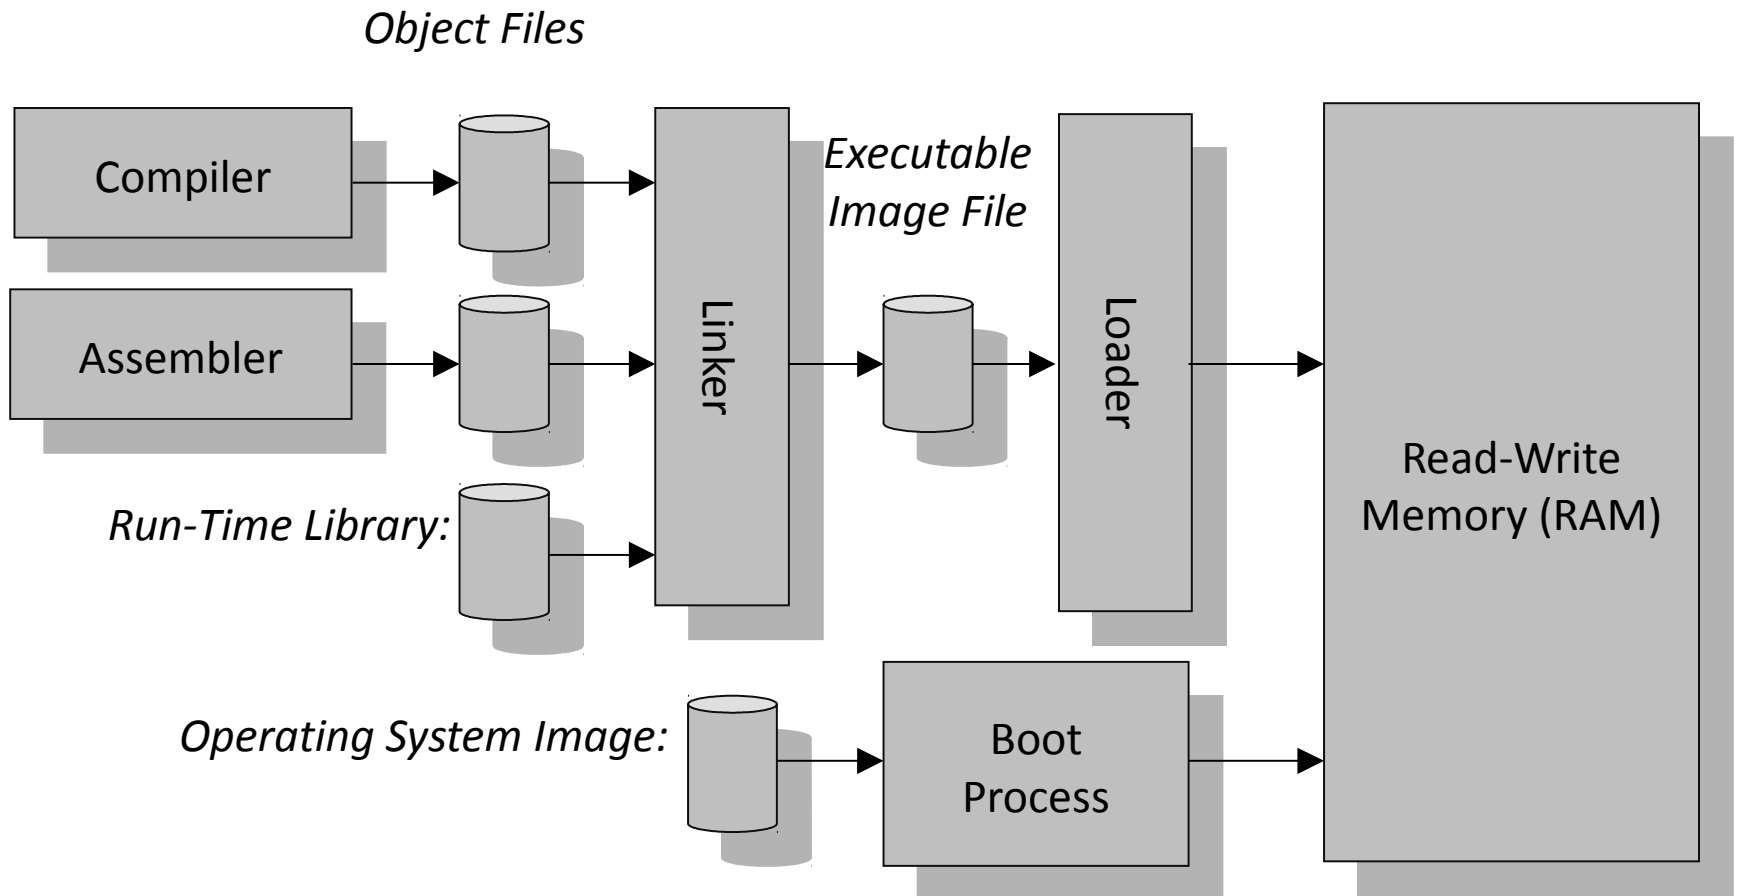 Object Files
Compiler
Executable
Image File
Linker
Loader
Assembler
Read-Write
Memory (RAM)
Run-Time Library:
Operating System Image:
Boot
Process